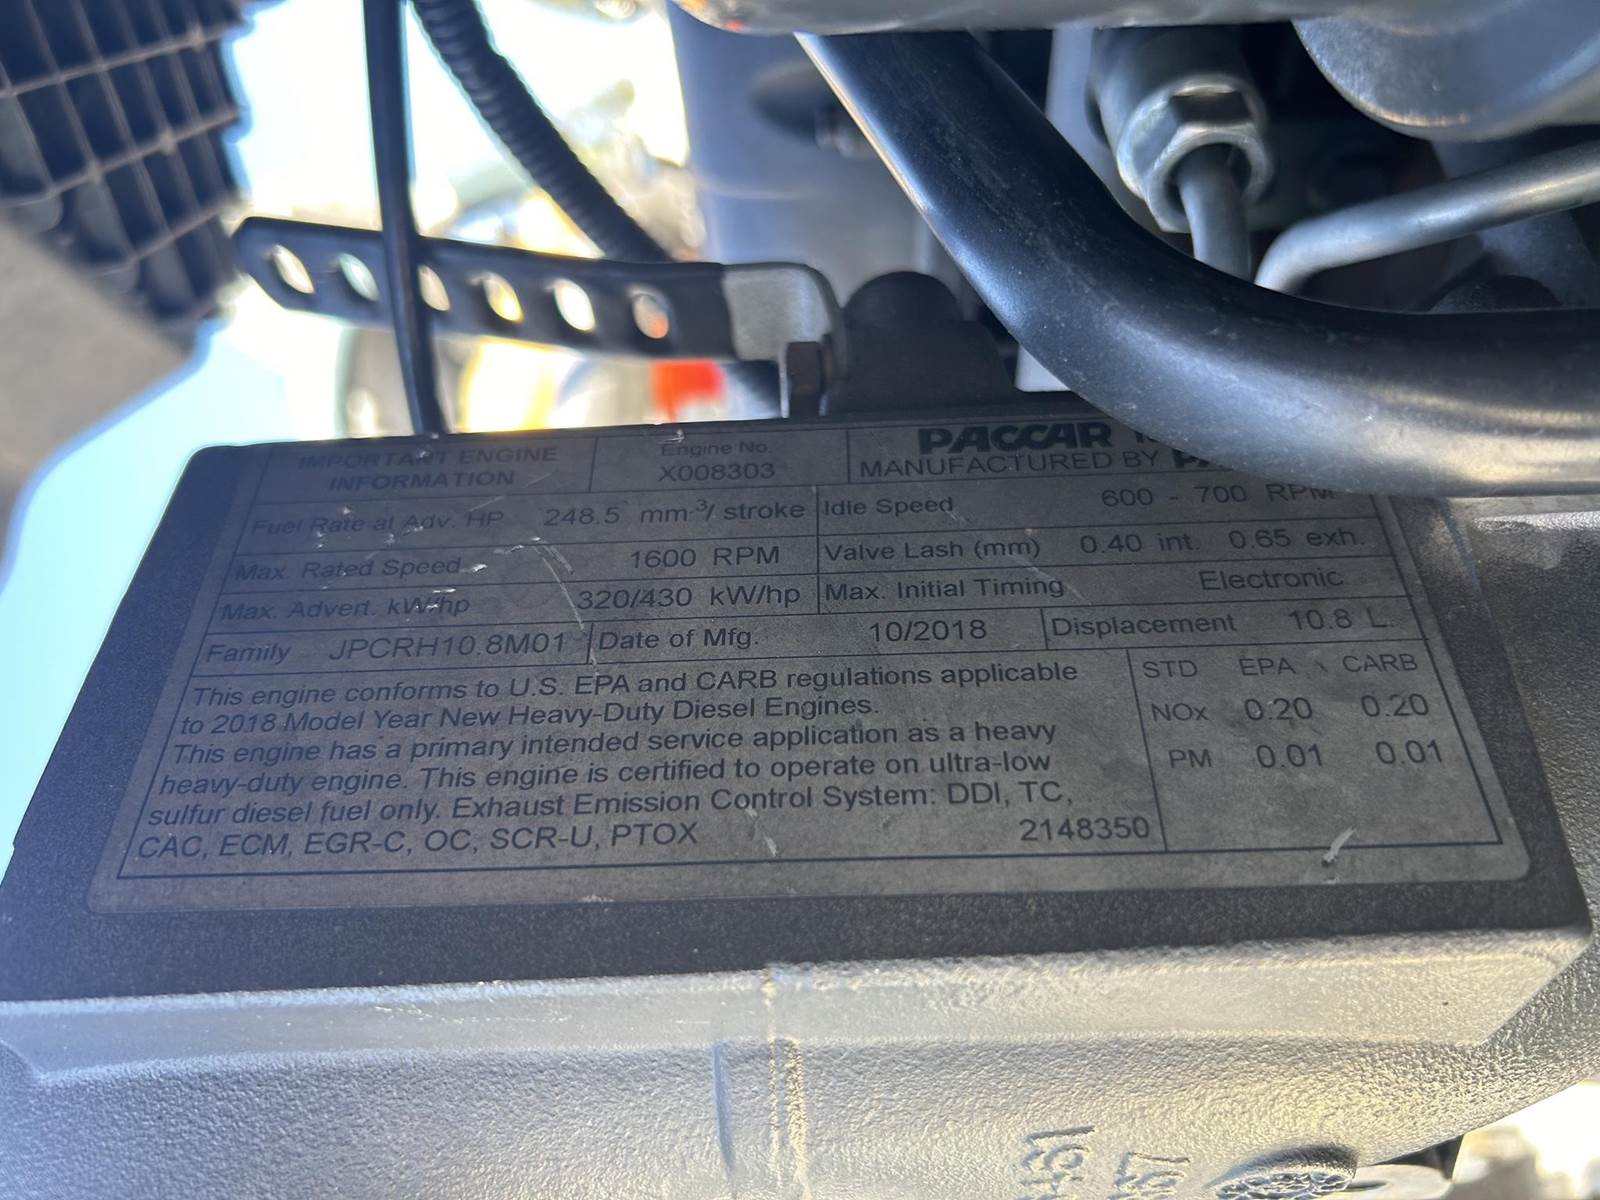 IMPORTANT ENGINE INFORMATION
Engine No. X008303
PACCAR
MANUFACTURED BY
Fuel Rate at Adv. HP 248.5 mm³/ stroke
Idle Speed 600 - 700 RPM
Max. Rated Speed 1600 RPM
Valve Lash (mm) 0.40 int. 0.65 exh.
Max. Advert. kW/hp 320/430 kW/hp
Max. Initial Timing Electronic
Family JPCRH10.8M01
Date of Mfg. 10/2018
Displacement 10.8 L.
This engine conforms to U.S. EPA and CARB regulations applicable
to 2018 Model Year New Heavy-Duty Diesel Engines.
This engine has a primary intended service application as a heavy
heavy-duty engine. This engine is certified to operate on ultra-low
sulfur diesel fuel only. Exhaust Emission Control System: DDI, TC,
CAC, ECM, EGR-C, OC, SCR-U, PTOX 2148350
STD EPA CARB
NOx 0.20 0.20
PM 0.01 0.01